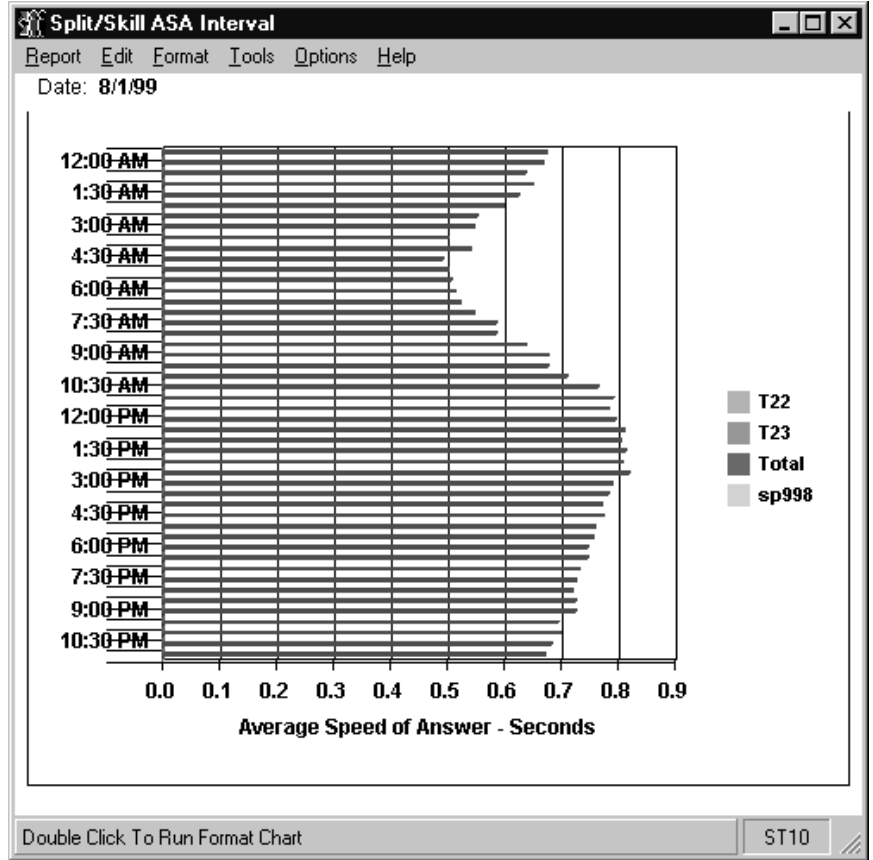 Split/Skill ASA Interval
Report Edit Format Tools Options Help
Date: 8/1/99
12:00 AM
1:30 AM
3:00 AM
4:30 AM
6:00 AM
7:30 AM
9:00 AM
10:30 AM
12:00 PM
1:30 PM
3:00 PM
4:30 PM
6:00 PM
7:30 PM
9:00 PM
10:30 PM
T22
T23
Total
sp998
0.0 0.1 0.2 0.3 0.4 0.5 0.6 0.7 0.8 0.9
Average Speed of Answer - Seconds
Double Click To Run Format Chart ST10